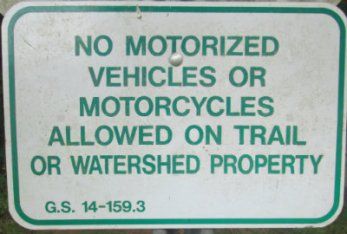 NO MOTORIZED
VEHICLES OR
MOTORCYCLES
ALLOWED ON TRAIL
OR WATERSHED PROPERTY
G.S. 14-159.3